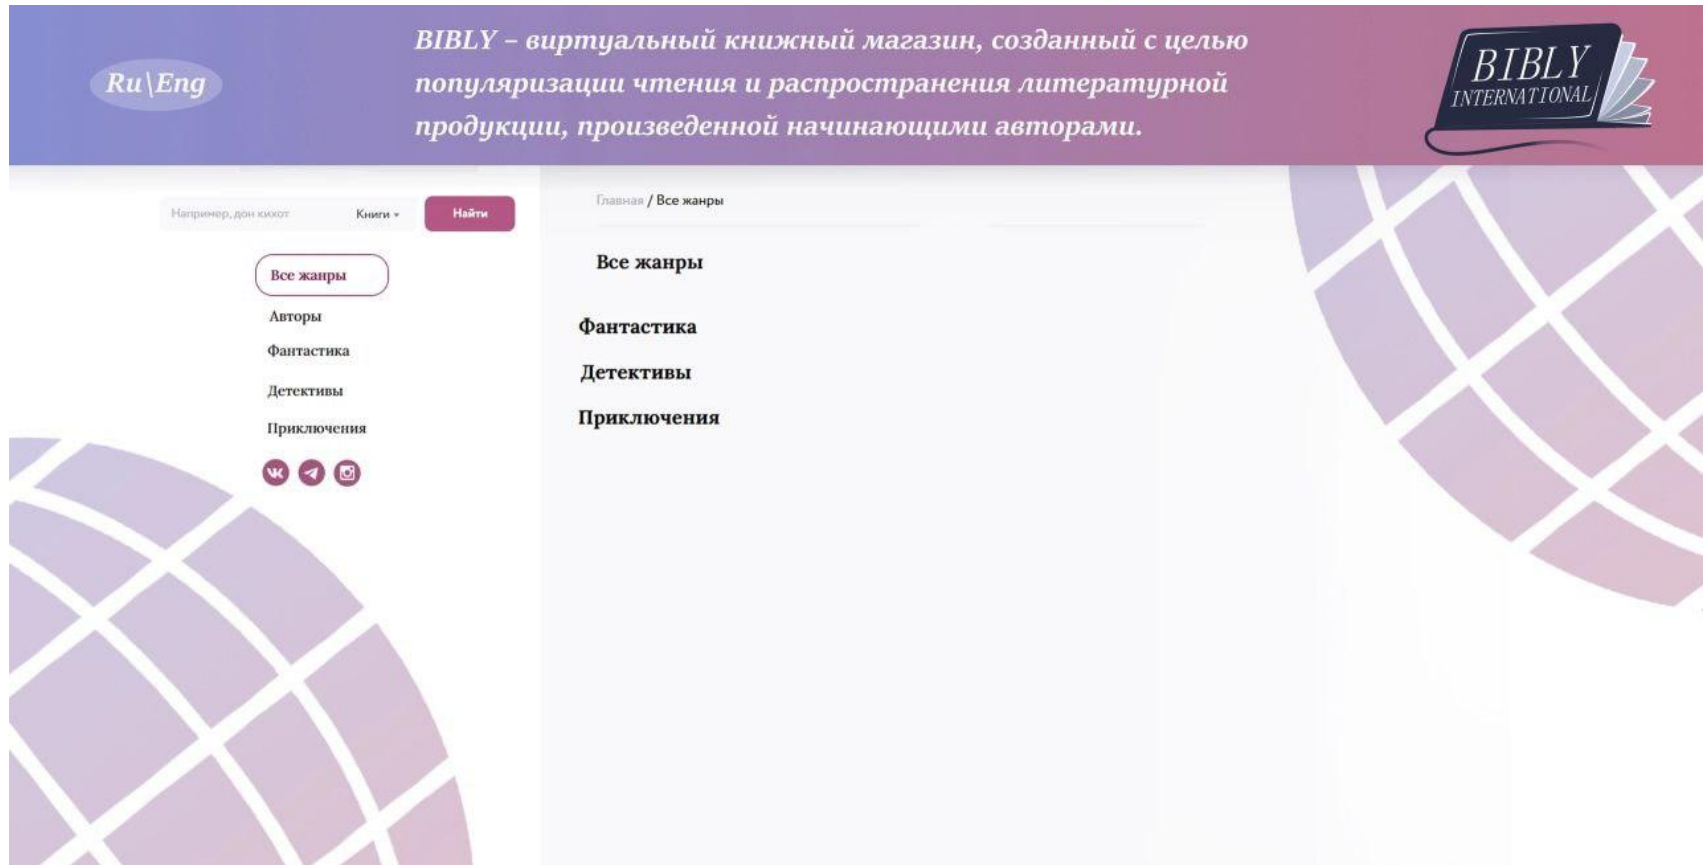 Ru\Eng
BIBLY – виртуальный книжный магазин, созданный с целью
популяризации чтения и распространения литературной
продукции, произведенной начинающими авторами.
BIBLY
INTERNATIONAL
Например, дон кихот
Книги
Найти
Все жанры
Авторы
Фантастика
Детективы
Приключения
Главная / Все жанры
Все жанры
Фантастика
Детективы
Приключения